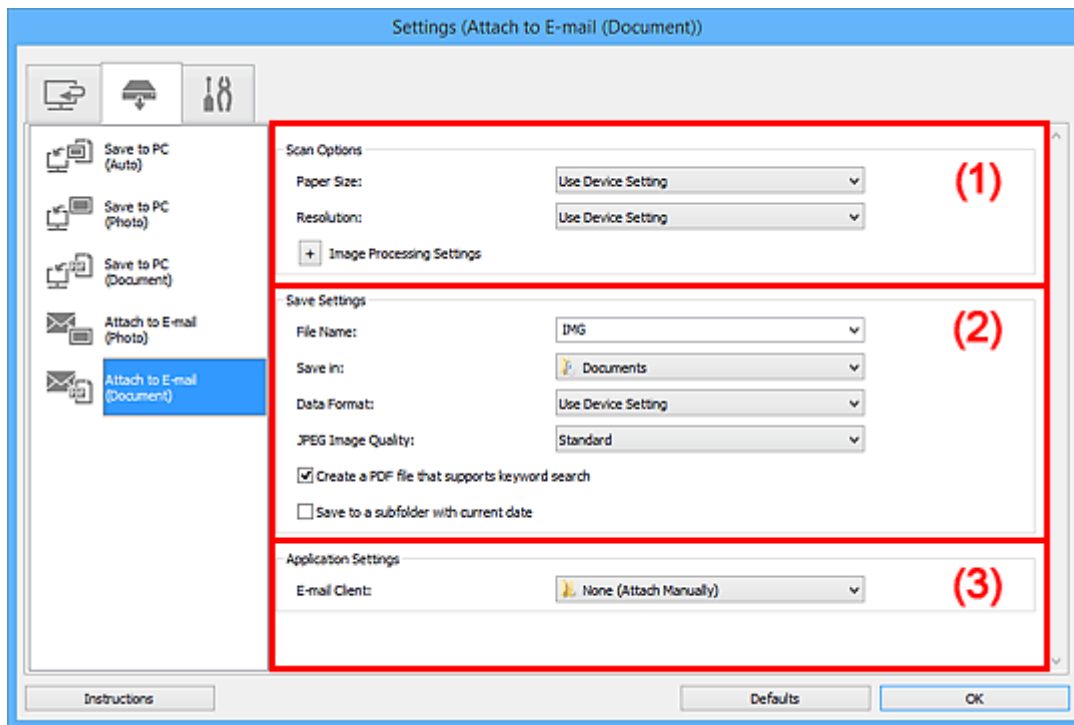 Settings (Attach to E-mail (Document))
Save to PC
(Auto)
Save to PC
(Photo)
Save to PC
(Document)
Attach to E-mail
(Photo)
Attach to E-mail
(Document)
Scan Options
(1)
Paper Size:
Use Device Setting
Resolution:
Use Device Setting
+ Image Processing Settings
Save Settings
(2)
File Name:
IMG
Save in:
Documents
Data Format:
Use Device Setting
JPEG Image Quality:
Standard
Create a PDF file that supports keyword search
Save to a subfolder with current date
Application Settings
(3)
E-mail Client:
None (Attach Manually)
Instructions
Defaults
OK